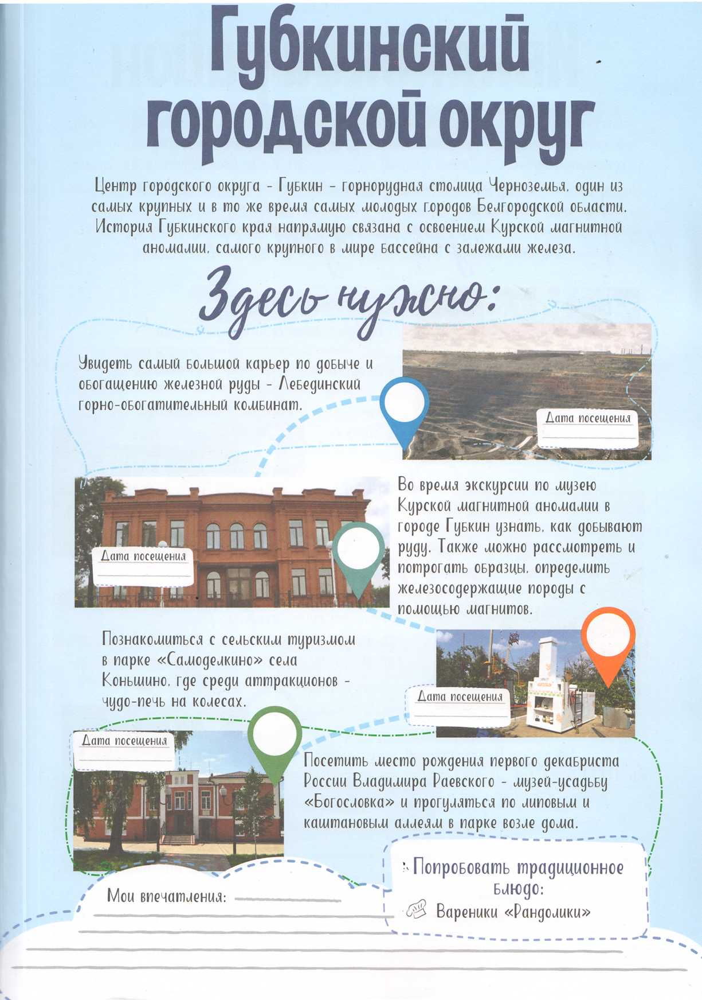 Губкинский
городской округ
Центр городского округа - Губкин - горнорудная столица Черноземья, один из
самых крупных и в то же время самых молодых городов Белгородской области.
История Губкинского края напрямую связана с освоением Курской магнитной
аномалии, самого крупного в мире бассейна с залежами железа.
Здесь нужно:
Увидеть самый большой карьер по добыче и
обогащению железной руды - Лебединский
горно-обогатительный комбинат.
Дата посещения
Во время экскурсии по музею
Курской магнитной аномалии в
городе Губкин узнать, как добывают
руду. Также можно рассмотреть и
потрогать образцы, определить
железосодержащие породы с
помощью магнитов.
Дата посещения
Познакомиться с сельским туризмом
в парке «Самоделкино» села
Коньшино, где среди аттракционов -
чудо-печь на колесах.
Дата посещения
Дата посещения
Посетить место рождения первого декабриста
России Владимира Раевского - музей-усадьбу
«Богословка» и прогуляться по липовым и
каштановым аллеям в парке возле дома.
Попробовать традиционное
блюдо:
Вареники «Рандолики»
Мои впечатления: